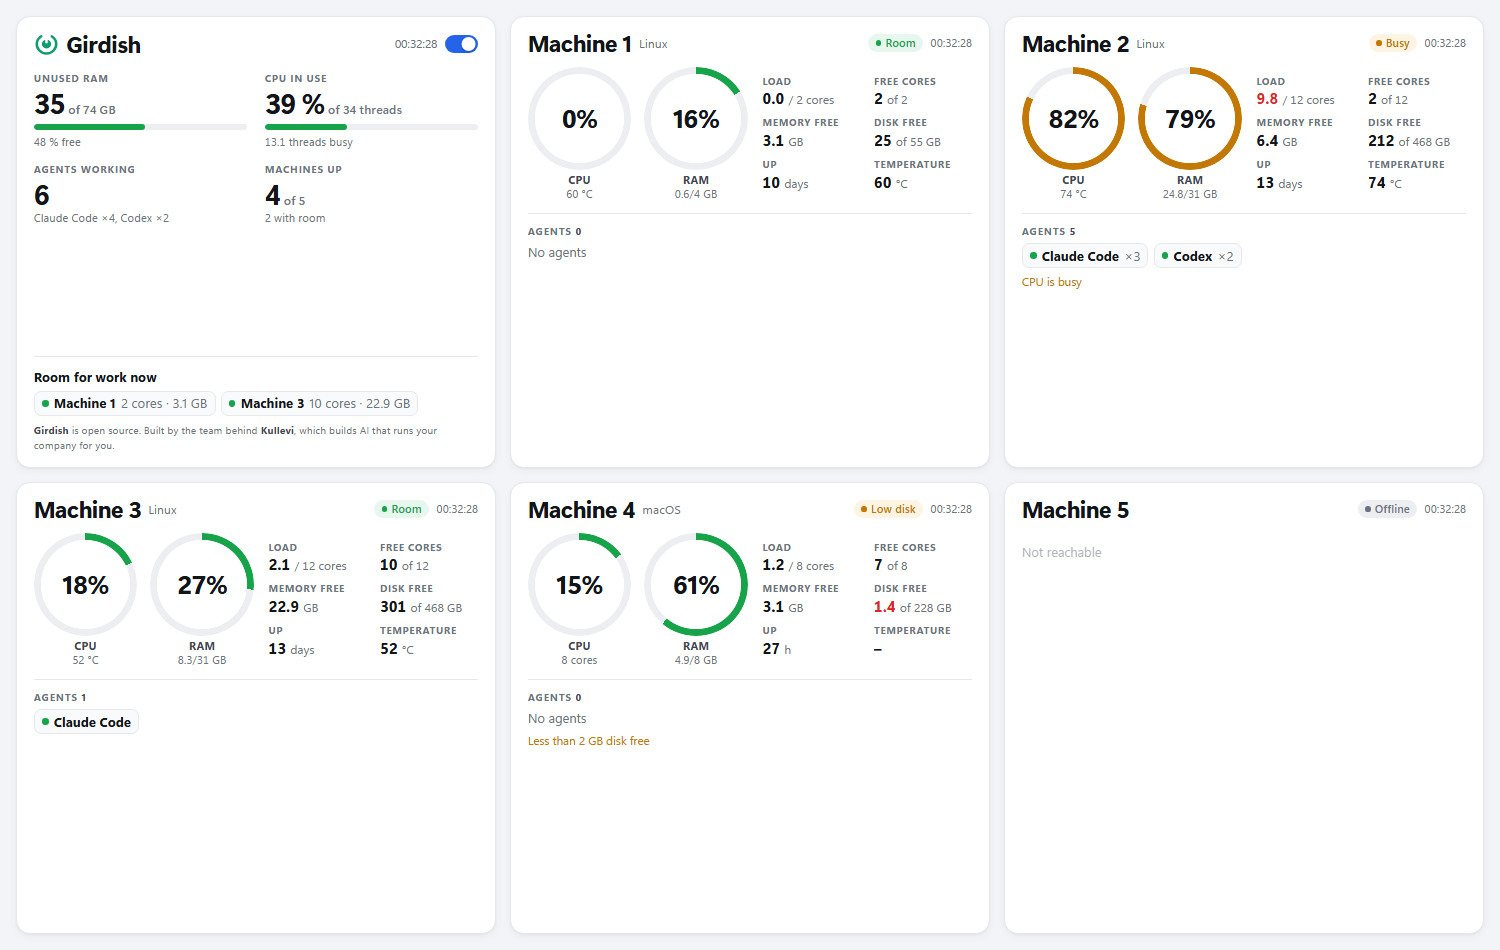 Girdish
00:32:28
UNUSED RAM
35 of 74 GB
48 % free
CPU IN USE
39 % of 34 threads
13.1 threads busy
AGENTS WORKING
6
Claude Code ×4, Codex ×2
MACHINES UP
4 of 5
2 with room
Room for work now
Machine 1 2 cores · 3.1 GB
Machine 3 10 cores · 22.9 GB
Girdish is open source. Built by the team behind Kullevi, which builds AI that runs your
company for you.
Machine 1 Linux
Room 00:32:28
0%
CPU
60 °C
16%
RAM
0.6/4 GB
LOAD
0.0 / 2 cores
FREE CORES
2 of 2
MEMORY FREE
3.1 GB
DISK FREE
25 of 55 GB
UP
10 days
TEMPERATURE
60 °C
AGENTS 0
No agents
Machine 2 Linux
Busy 00:32:28
82%
CPU
74 °C
79%
RAM
24.8/31 GB
LOAD
9.8 / 12 cores
FREE CORES
2 of 12
MEMORY FREE
6.4 GB
DISK FREE
212 of 468 GB
UP
13 days
TEMPERATURE
74 °C
AGENTS 5
Claude Code ×3
Codex ×2
CPU is busy
Machine 3 Linux
Room 00:32:28
18%
CPU
52 °C
27%
RAM
8.3/31 GB
LOAD
2.1 / 12 cores
FREE CORES
10 of 12
MEMORY FREE
22.9 GB
DISK FREE
301 of 468 GB
UP
13 days
TEMPERATURE
52 °C
AGENTS 1
Claude Code
Machine 4 macOS
Low disk 00:32:28
15%
CPU
8 cores
61%
RAM
4.9/8 GB
LOAD
1.2 / 8 cores
FREE CORES
7 of 8
MEMORY FREE
3.1 GB
DISK FREE
1.4 of 228 GB
UP
27 h
TEMPERATURE
–
AGENTS 0
No agents
Less than 2 GB disk free
Machine 5
Offline 00:32:28
Not reachable